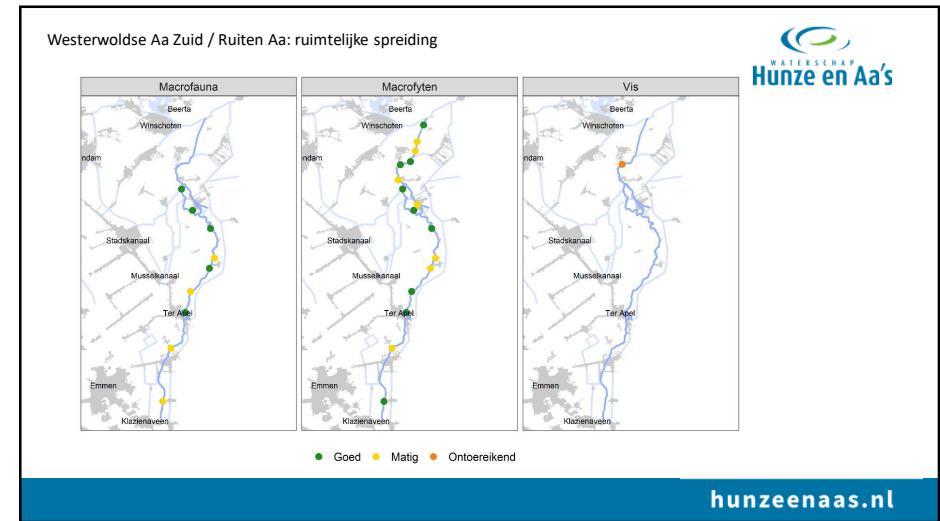 Westerwoldse Aa Zuid / Ruiten Aa: ruimtelijke spreiding
WATERSCHAP
Hunze en Aa's
Macrofauna
Beerta
Winschoten
ndam
Stadskanaal
Musselkanaal
Ter Apel
Emmen
Klazienaveen
Macrofyten
Beerta
Winschoten
ndam
Stadskanaal
Musselkanaal
Ter Apel
Emmen
Klazienaveen
Vis
Beerta
Winschoten
ndam
Stadskanaal
Musselkanaal
Ter Apel
Emmen
Klazienaveen
Goed Matig Ontoereikend
hunzeenaas.nl